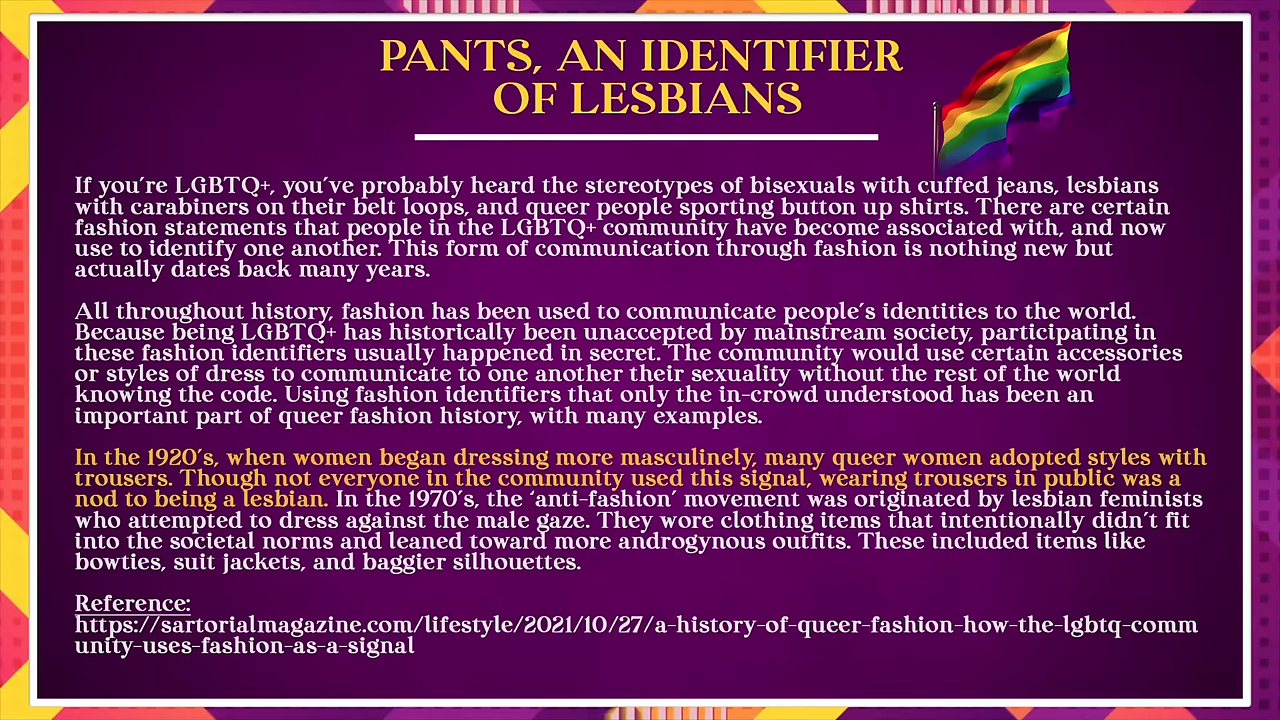 PANTS, AN IDENTIFIER
OF LESBIANS
If you're LGBTQ+, you've probably heard the stereotypes of bisexuals with cuffed jeans, lesbians
with carabiners on their belt loops, and queer people sporting button up shirts. There are certain
fashion statements that people in the LGBTQ+ community have become associated with, and now
use to identify one another. This form of communication through fashion is nothing new but
actually dates back many years.
All throughout history, fashion has been used to communicate people's identities to the world.
Because being LGBTQ+ has historically been unaccepted by mainstream society, participating in
these fashion identifiers usually happened in secret. The community would use certain accessories
or styles of dress to communicate to one another their sexuality without the rest of the world
knowing the code. Using fashion identifiers that only the in-crowd understood has been an
important part of queer fashion history, with many examples.
In the 1920's, when women began dressing more masculinely, many queer women adopted styles with
trousers. Though not everyone in the community used this signal, wearing trousers in public was a
nod to being a lesbian. In the 1970's, the 'anti-fashion' movement was originated by lesbian feminists
who attempted to dress against the male gaze. They wore clothing items that intentionally didn't fit
into the societal norms and leaned toward more androgynous outfits. These included items like
bowties, suit jackets, and baggier silhouettes.
Reference:
https://sartorialmagazine.com/lifestyle/2021/10/27/a-history-of-queer-fashion-how-the-lgbtq-comm
unity-uses-fashion-as-a-signal